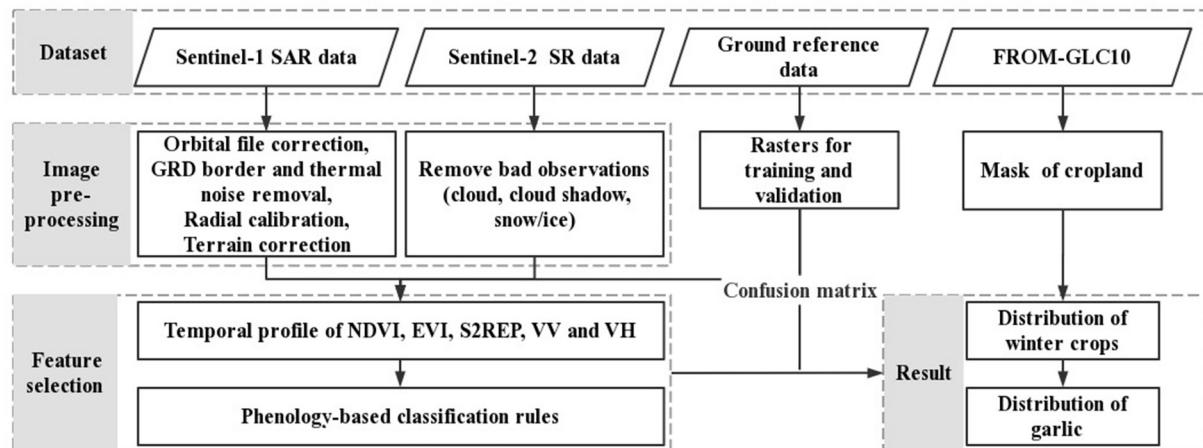 Dataset
Sentinel-1 SAR data
Sentinel-2 SR data
Ground reference
data
FROM-GLC10
Image
pre-
processing
Orbital file correction,
GRD border and thermal
noise removal,
Radial calibration,
Terrain correction
Remove bad observations
(cloud, cloud shadow,
snow/ice)
Rasters for
training and
validation
Mask of cropland
Confusion matrix
Feature
selection
Temporal profile of NDVI, EVI, S2REP, VV and VH
Phenology-based classification rules
Result
Distribution of
winter crops
Distribution of
garlic